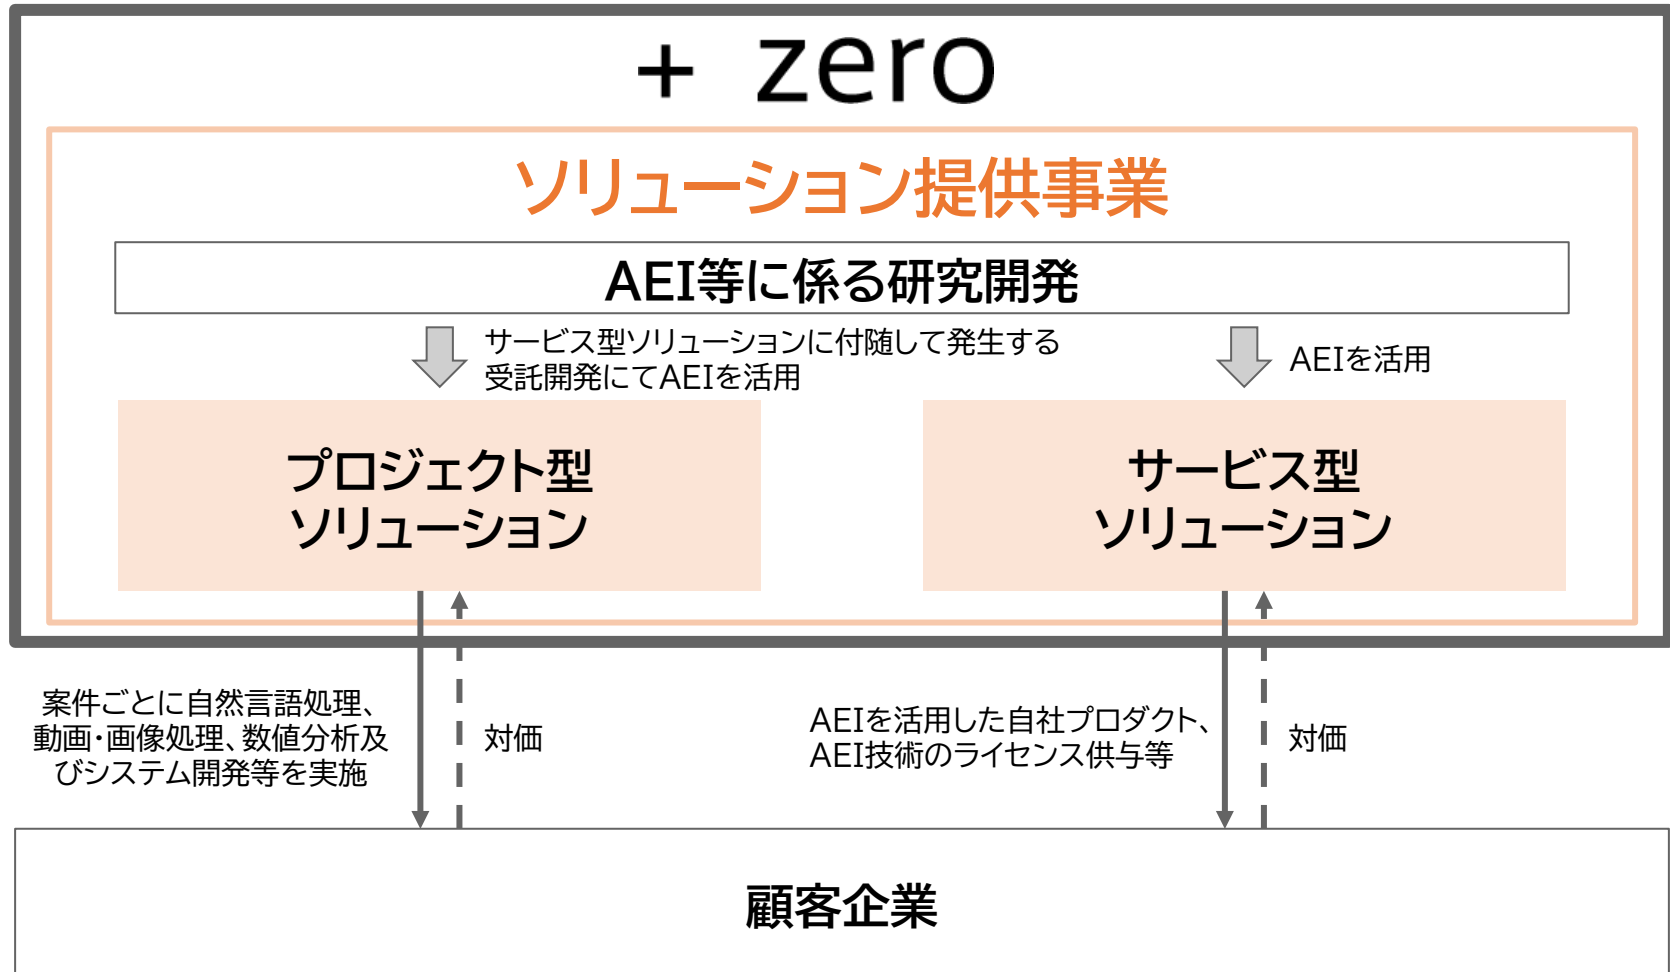 + zero
ソリューション提供事業
AEI等に係る研究開発
サービス型ソリューションに付随して発生する
受託開発にてAEIを活用
AEIを活用
プロジェクト型
ソリューション
サービス型
ソリューション
案件ごとに自然言語処理、
動画・画像処理、数値分析及
びシステム開発等を実施
対価
AEIを活用した自社プロダクト、
AEI技術のライセンス供与等
対価
顧客企業